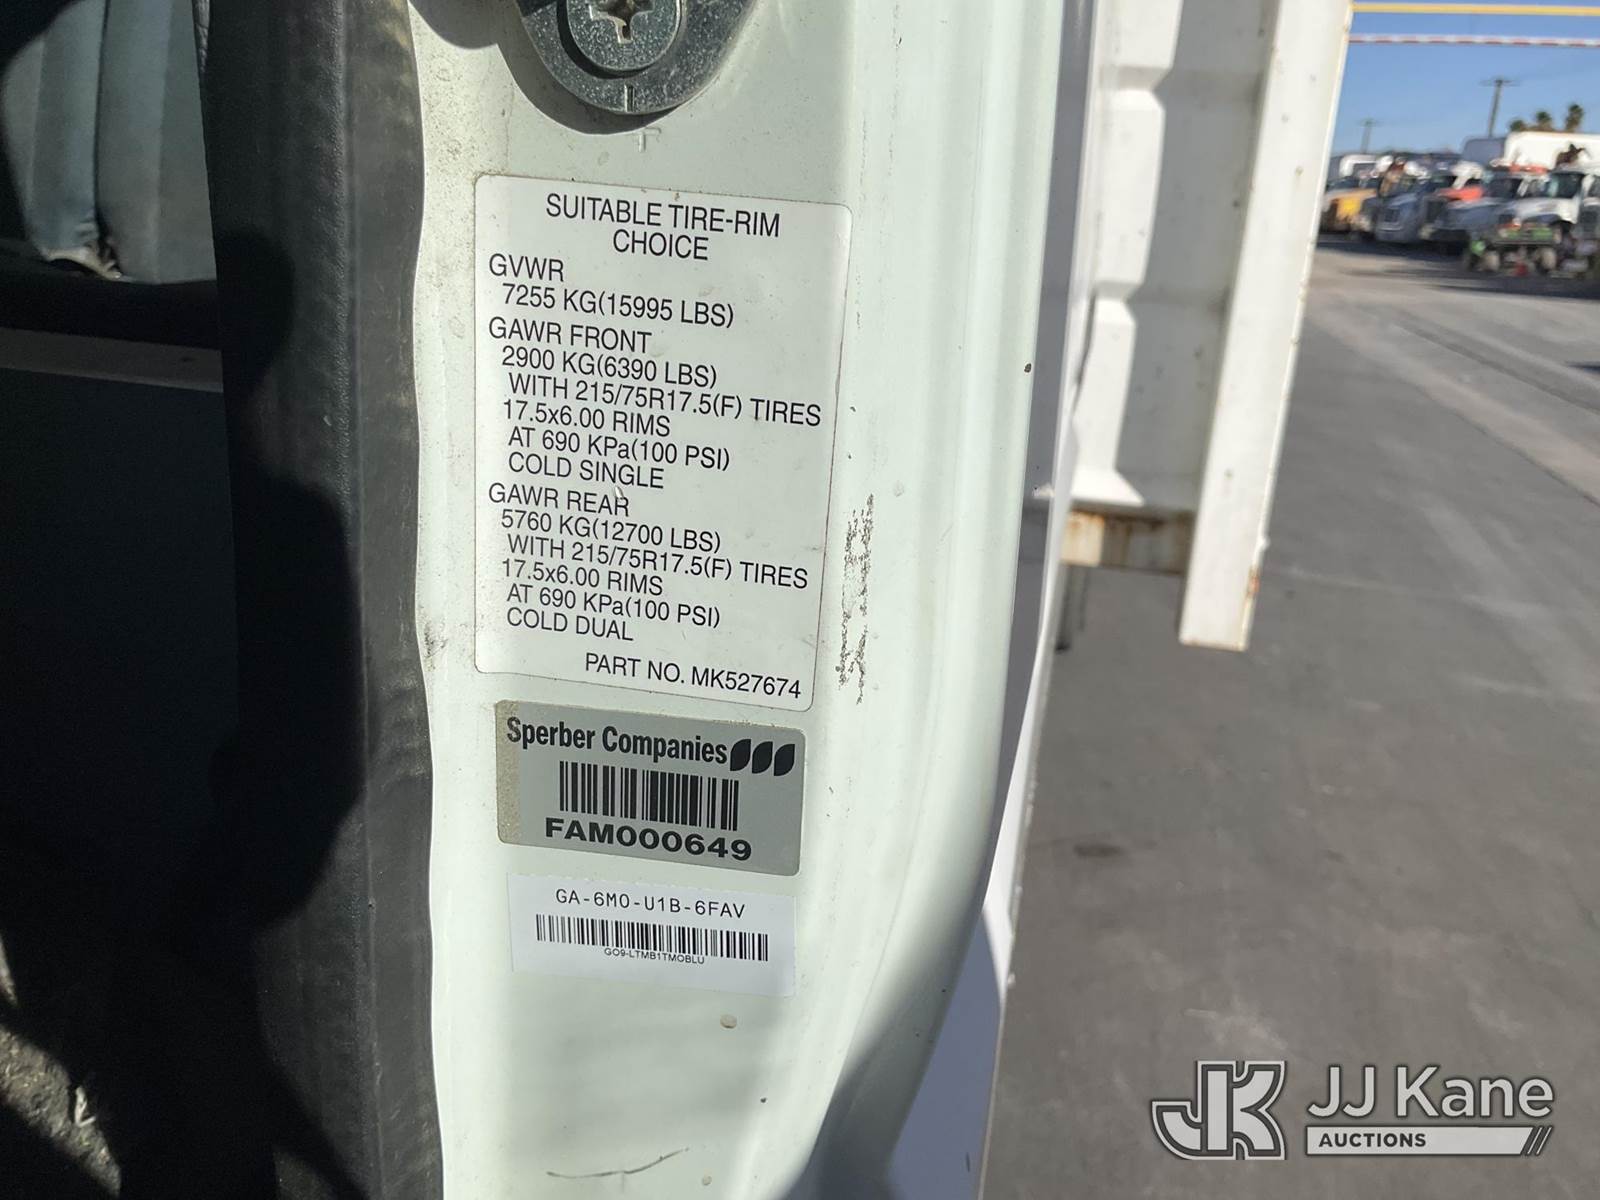 SUITABLE TIRE-RIM
CHOICE
GVWR
7255 KG(15995 LBS)
GAWR FRONT
2900 KG(6390 LBS)
WITH 215/75R17.5(F) TIRES
17.5x6.00 RIMS
AT 690 KPa(100 PSI)
COLD SINGLE
GAWR REAR
5760 KG(12700 LBS)
WITH 215/75R17.5(F) TIRES
17.5x6.00 RIMS
AT 690 KPa(100 PSI)
COLD DUAL
PART NO. MK527674
Sperber Companies
FAM000649
GA-6M0-U1B-6FAV
GO9-LTMB1TMOBLU
JK JJ Kane
AUCTIONS